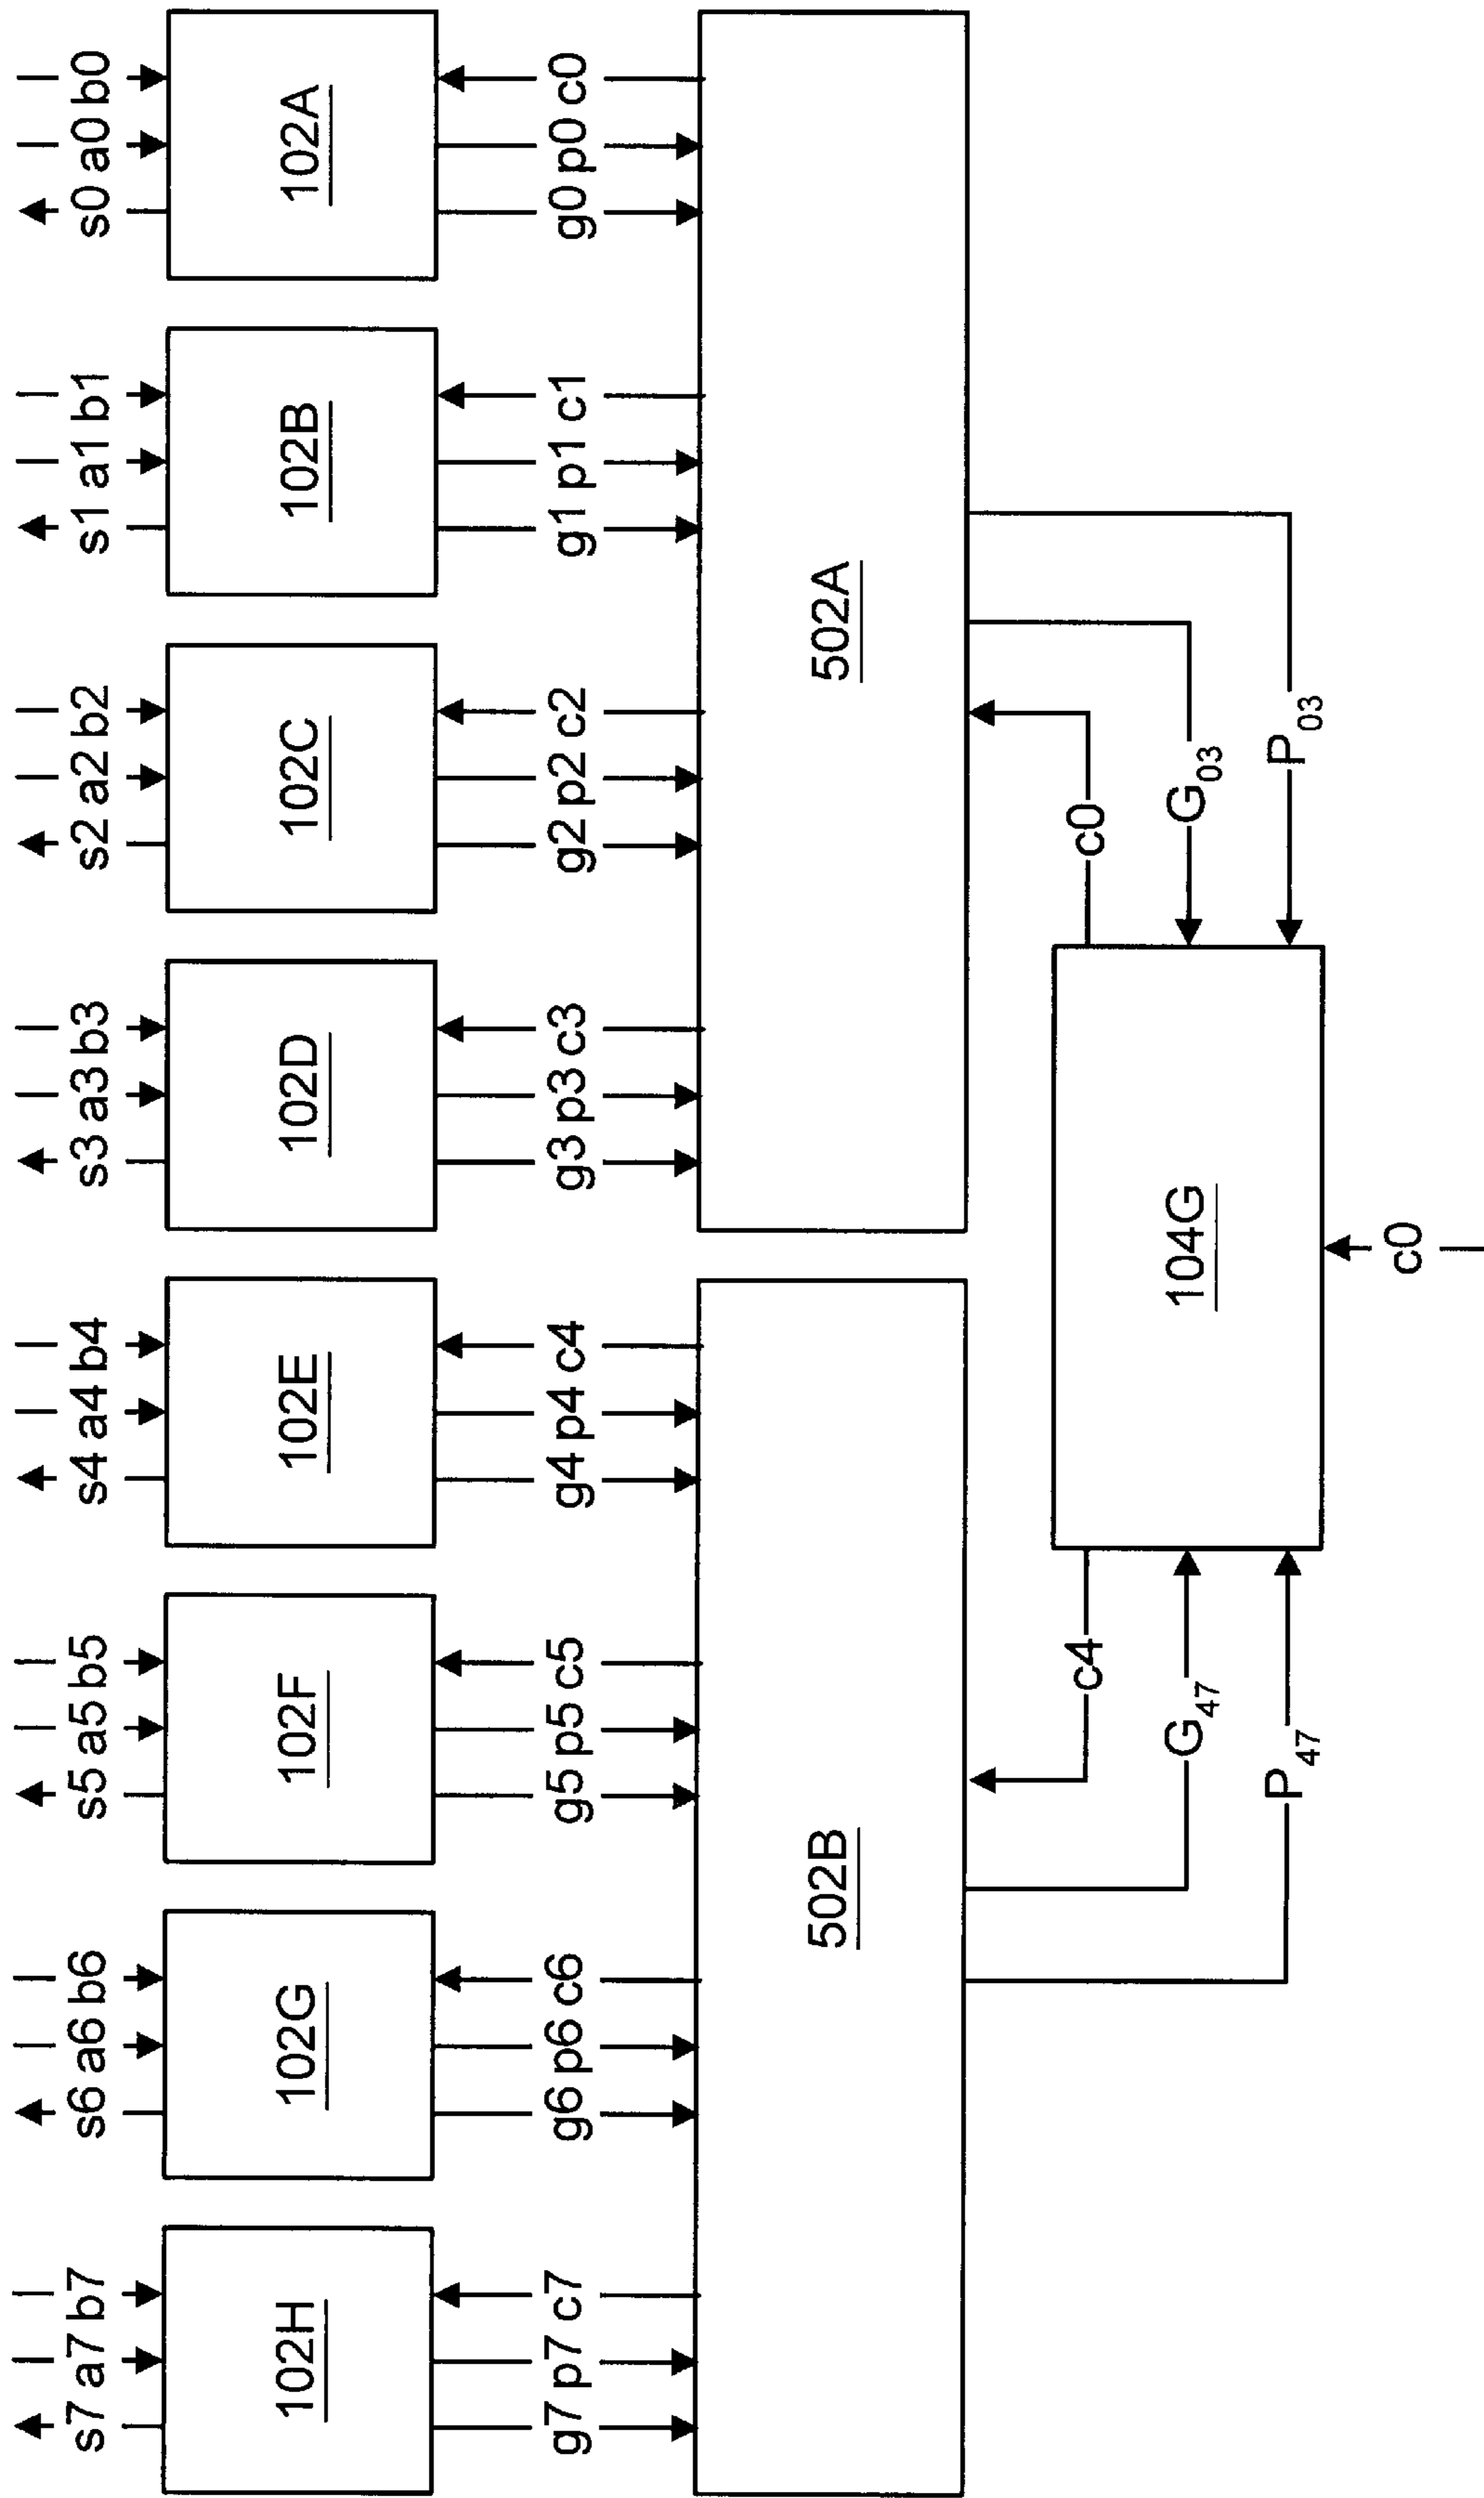 s7 a7 b7 s6 a6 b6 s5 a5 b5 s4 a4 b4 s3 a3 b3 s2 a2 b2 s1 a1 b1 s0 a0 b0
102H 102G 102F 102E 102D 102C 102B 102A
g7 p7 c7 g6 p6 c6 g5 p5 c5 g4 p4 c4 g3 p3 c3 g2 p2 c2 g1 p1 c1 g0 p0 c0
502B 502A
c4 c0
G47 104G G03
P47 P03
c0